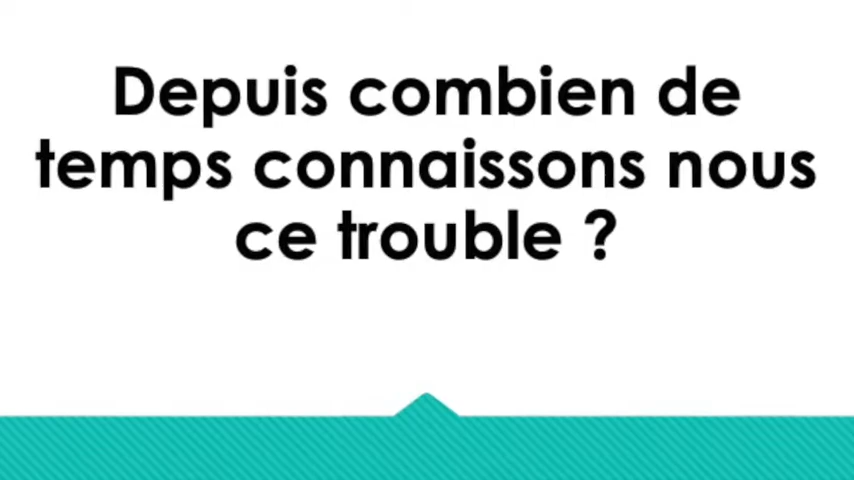 Depuis combien de
temps connaissons nous
ce trouble ?